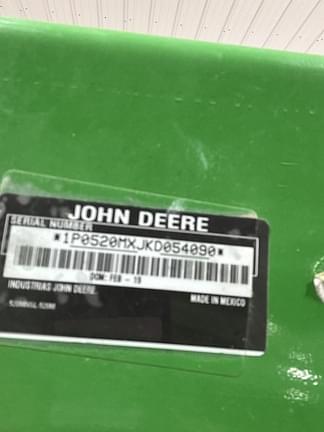 JOHN DEERE
SERIAL NUMBER
*1P0520MXJKD054090*
DOM: FEB - 19
INDUSTRIAS JOHN DEERE
MADE IN MEXICO